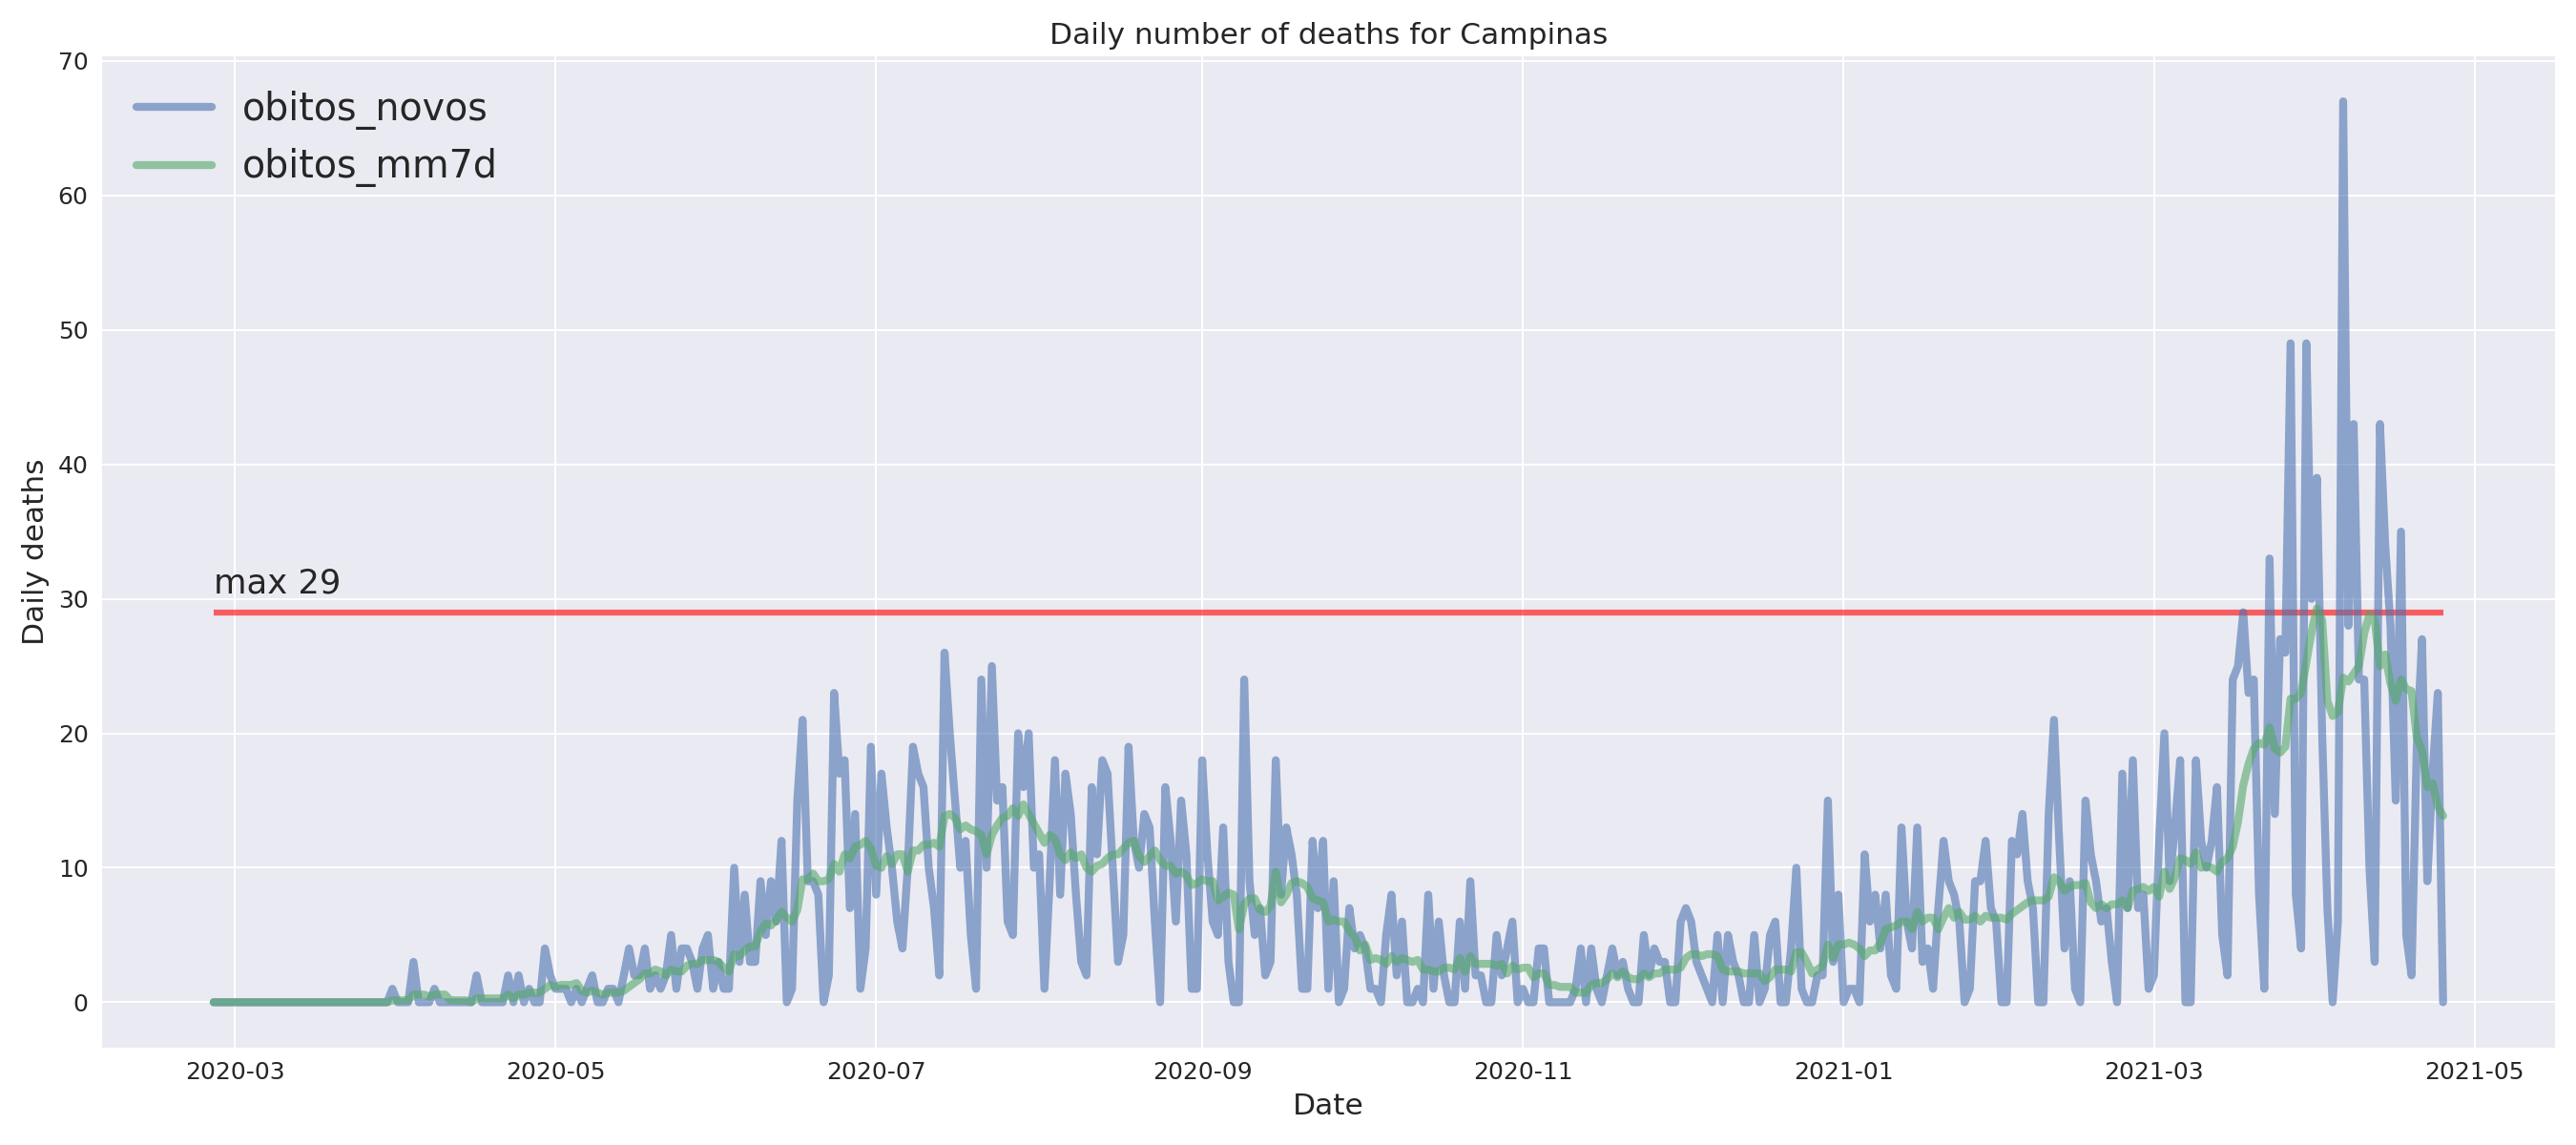 Daily number of deaths for Campinas
obitos_novos
obitos_mm7d
max 29
Daily deaths
70
60
50
40
30
20
10
0
2020-03 2020-05 2020-07 2020-09 2020-11 2021-01 2021-03 2021-05
Date